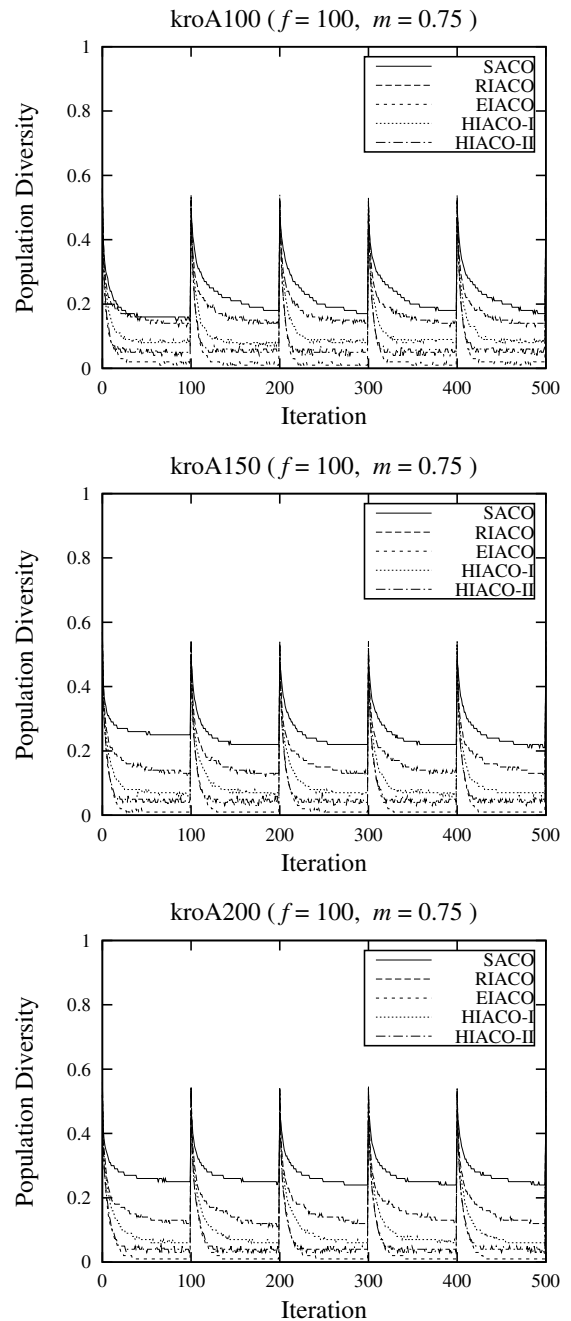 kroA100 ( f = 100, m = 0.75 )
1
SACO
RIACO
0.8
EIACO
HIACO-I
HIACO-II
0.6
Population Diversity
0.4
0.2
0
0 100 200 300 400 500
Iteration
kroA150 ( f = 100, m = 0.75 )
1
SACO
RIACO
0.8
EIACO
HIACO-I
HIACO-II
0.6
Population Diversity
0.4
0.2
0
0 100 200 300 400 500
Iteration
kroA200 ( f = 100, m = 0.75 )
1
SACO
RIACO
0.8
EIACO
HIACO-I
HIACO-II
0.6
Population Diversity
0.4
0.2
0
0 100 200 300 400 500
Iteration